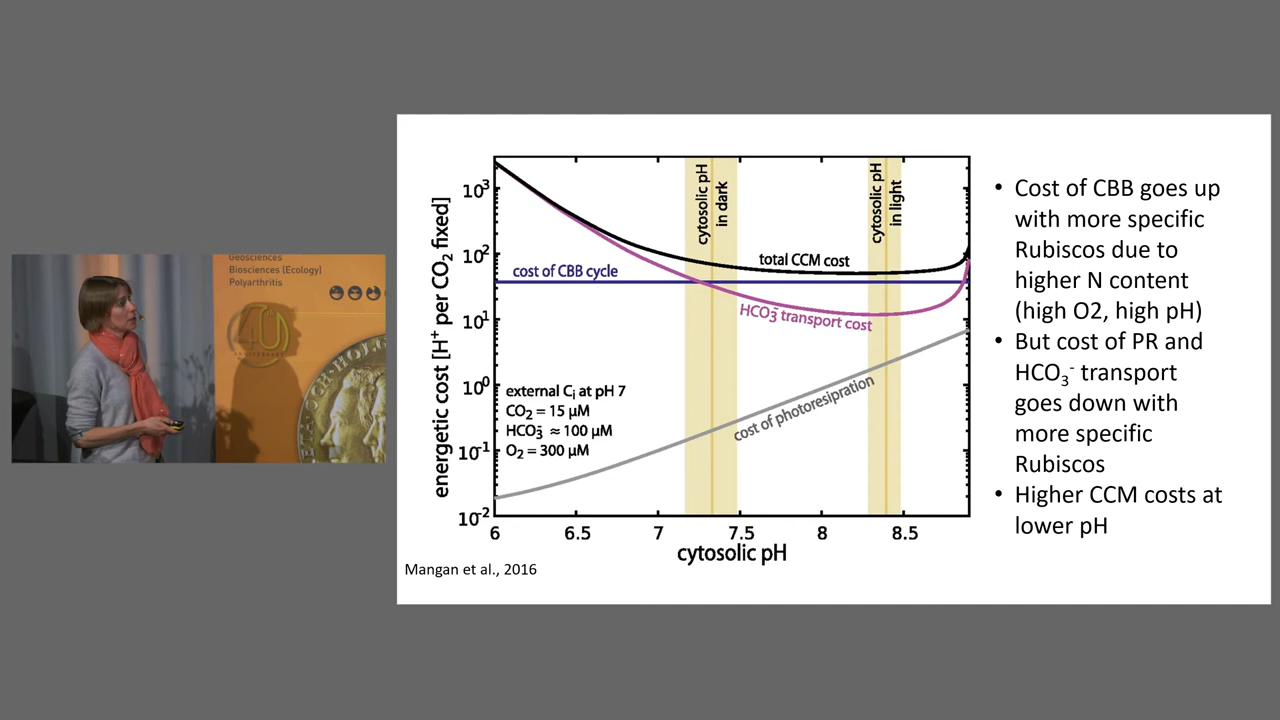 Geosciences
Biosciences (Ecology)
Polyarthritis
40th
ANNIVERSARY
energetic cost [H+ per CO2 fixed]
10³
10²
10¹
10⁰
10-1
10-2
cytosolic pH
in dark
cytosolic pH
in light
total CCM cost
cost of CBB cycle
HCO3- transport cost
cost of photoresipration
external Ci at pH 7
CO2 = 15 µM
HCO3- ≈ 100 µM
O2 = 300 µM
6 6.5 7 7.5 8 8.5
cytosolic pH
Mangan et al., 2016
• Cost of CBB goes up
with more specific
Rubiscos due to
higher N content
(high O2, high pH)
• But cost of PR and
HCO3- transport
goes down with
more specific
Rubiscos
• Higher CCM costs at
lower pH